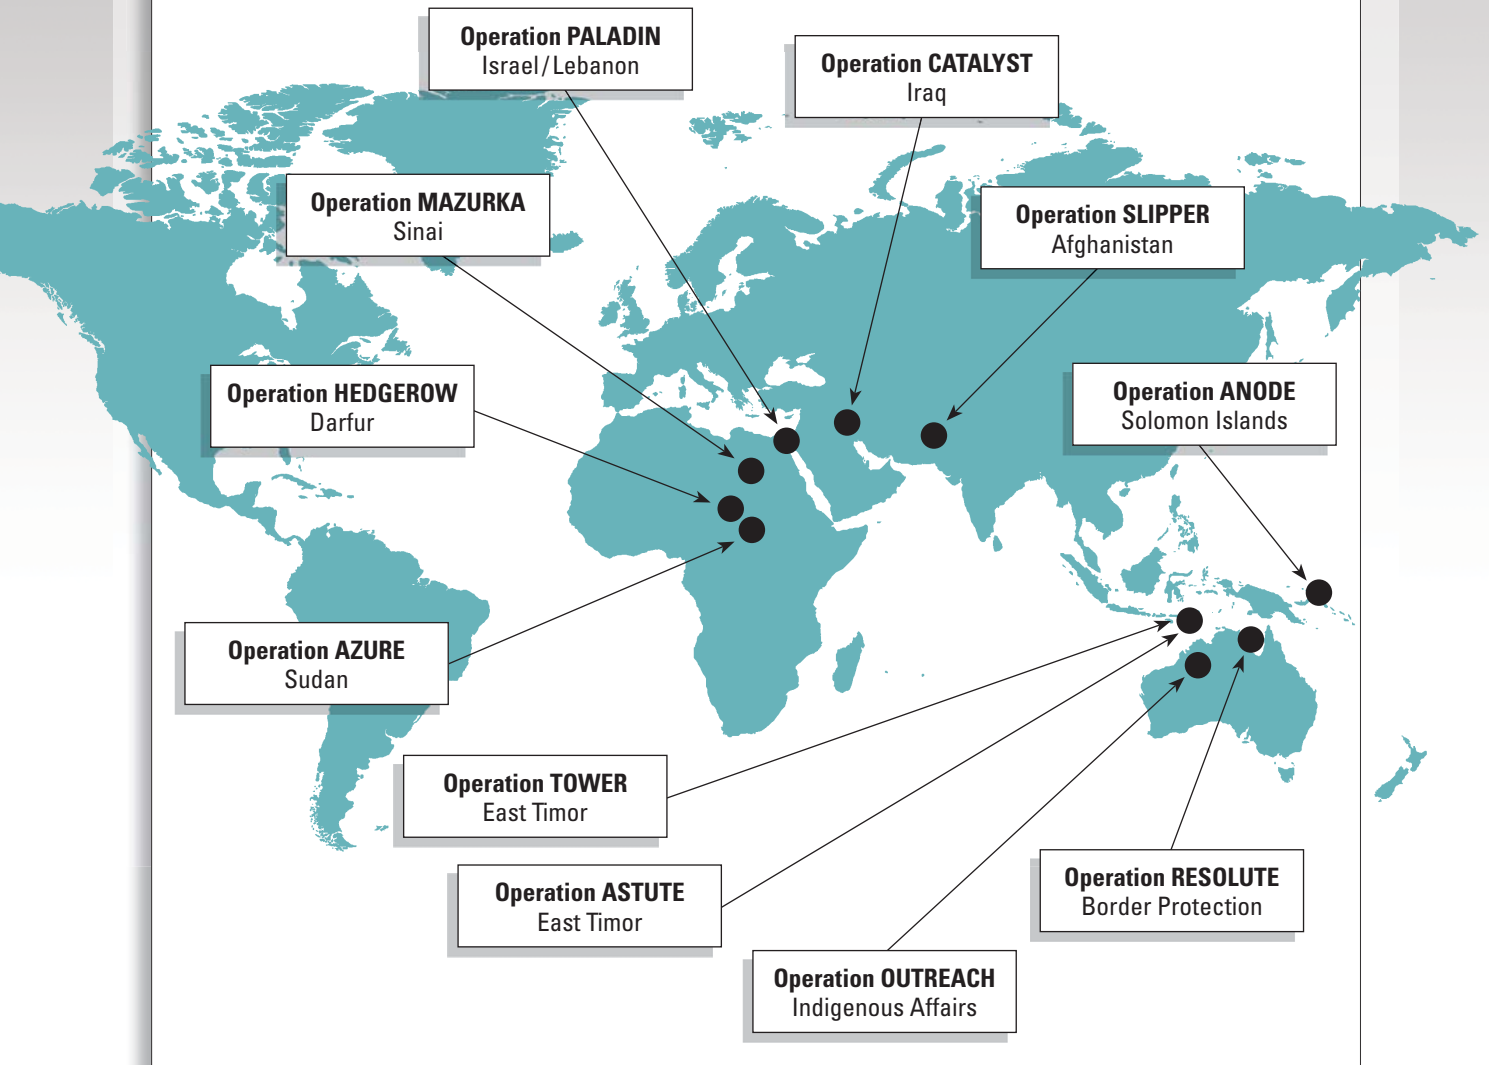 Operation PALADIN
Israel/Lebanon
Operation CATALYST
Iraq
Operation MAZURKA
Sinai
Operation SLIPPER
Afghanistan
Operation HEDGEROW
Darfur
Operation ANODE
Solomon Islands
Operation AZURE
Sudan
Operation TOWER
East Timor
Operation ASTUTE
East Timor
Operation RESOLUTE
Border Protection
Operation OUTREACH
Indigenous Affairs